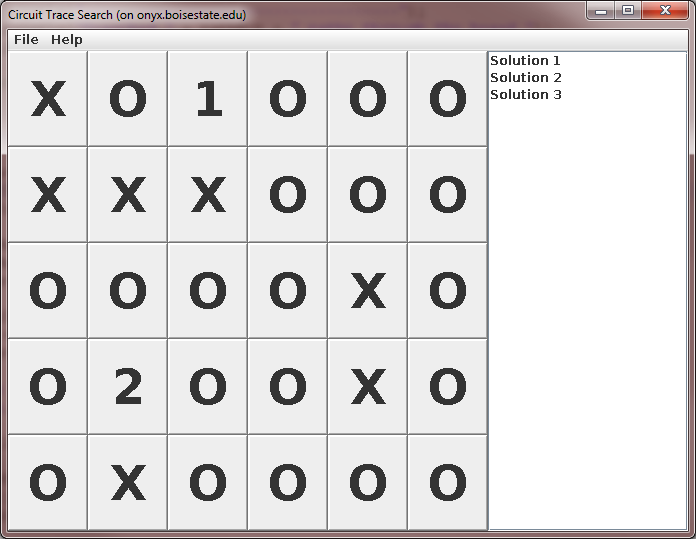 Circuit Trace Search (on onyx.boisestate.edu)
File Help
X O 1 O O O
X X X O O O
O O O O X O
O 2 O O X O
O X O O O O
Solution 1
Solution 2
Solution 3